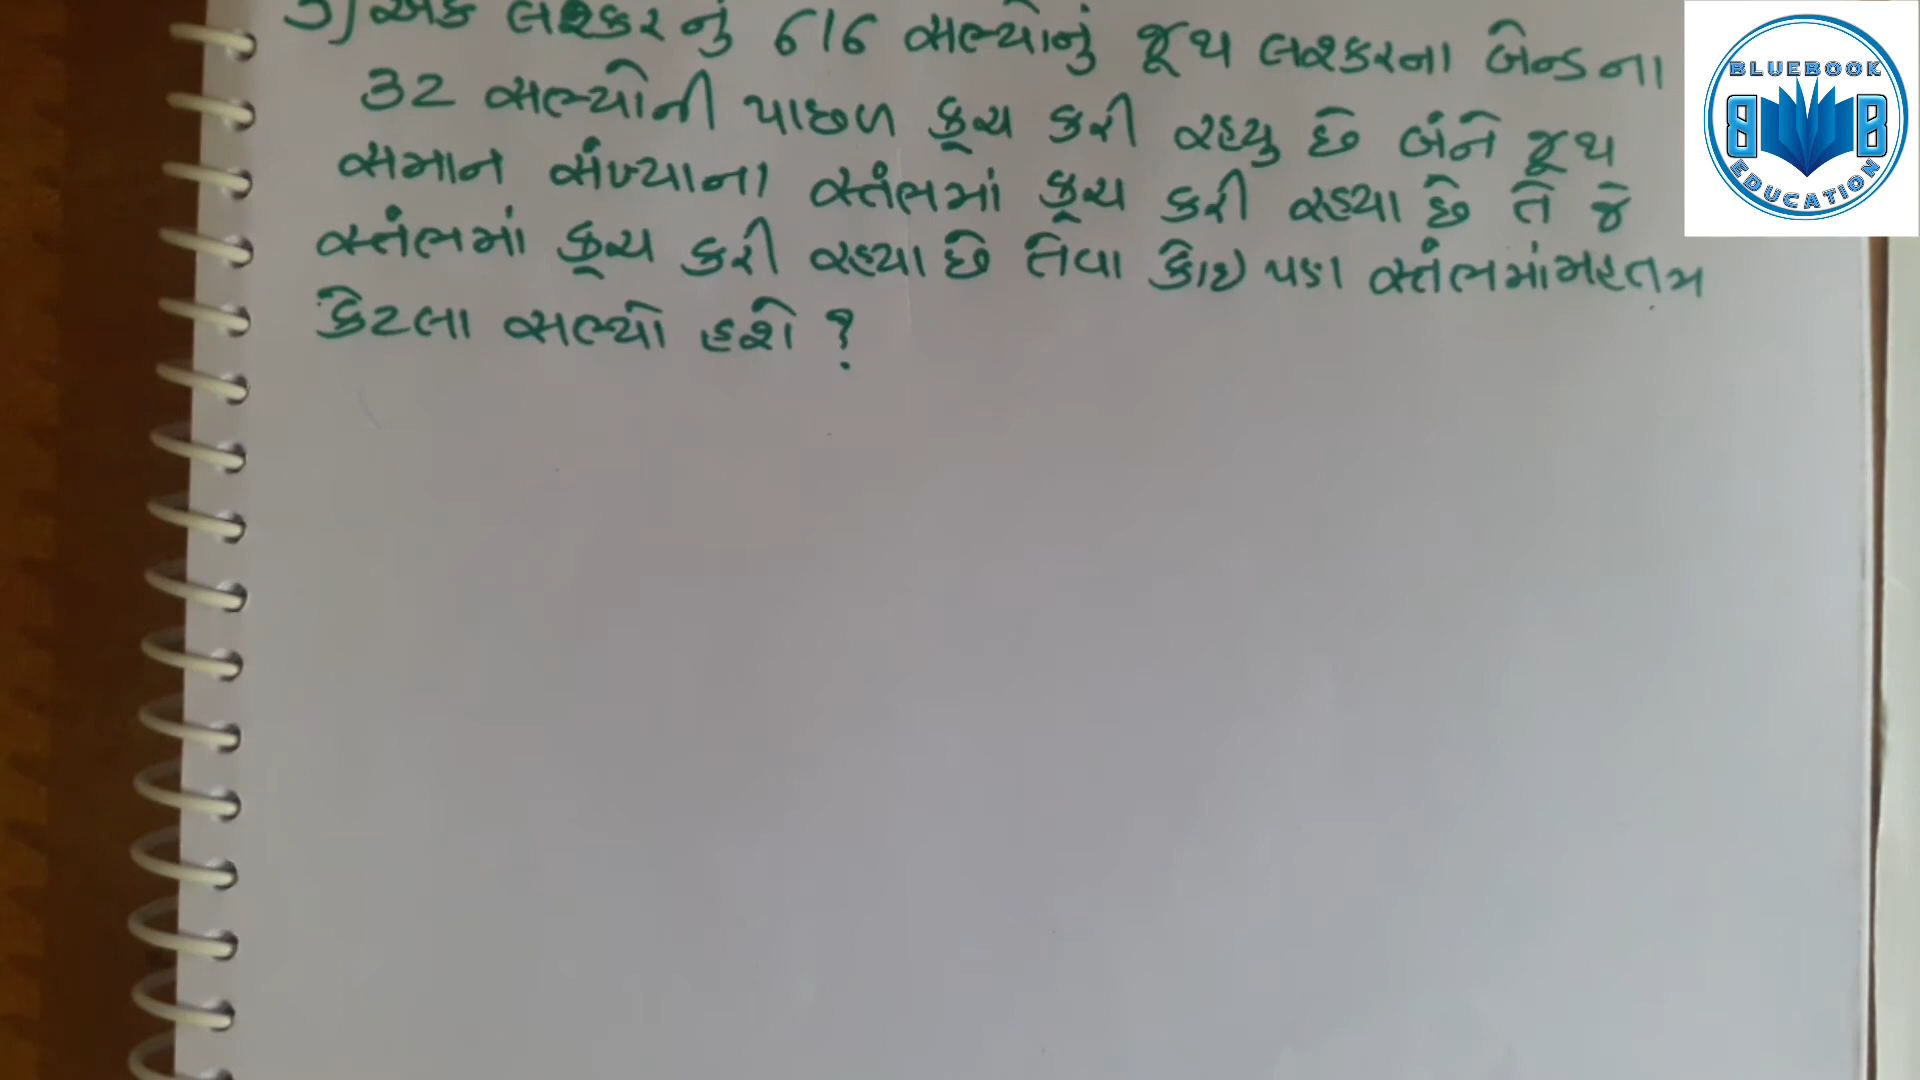 3) એક લશ્કરનું 616 સભ્યોનું જૂથ લશ્કરના બેન્ડના
32 સભ્યોની પાછળ કૂચ કરી રહ્યુ છે બંને જૂથ
સમાન સંખ્યાના સ્તંભમાં કૂચ કરી રહ્યા છે તે જે
સ્તંભમાં કૂચ કરી રહ્યા છે તેવા કોઇ પણ સ્તંભમાં મહત્તમ
કેટલા સભ્યો હશે ?
BLUEBOOK
B B
EDUCATION